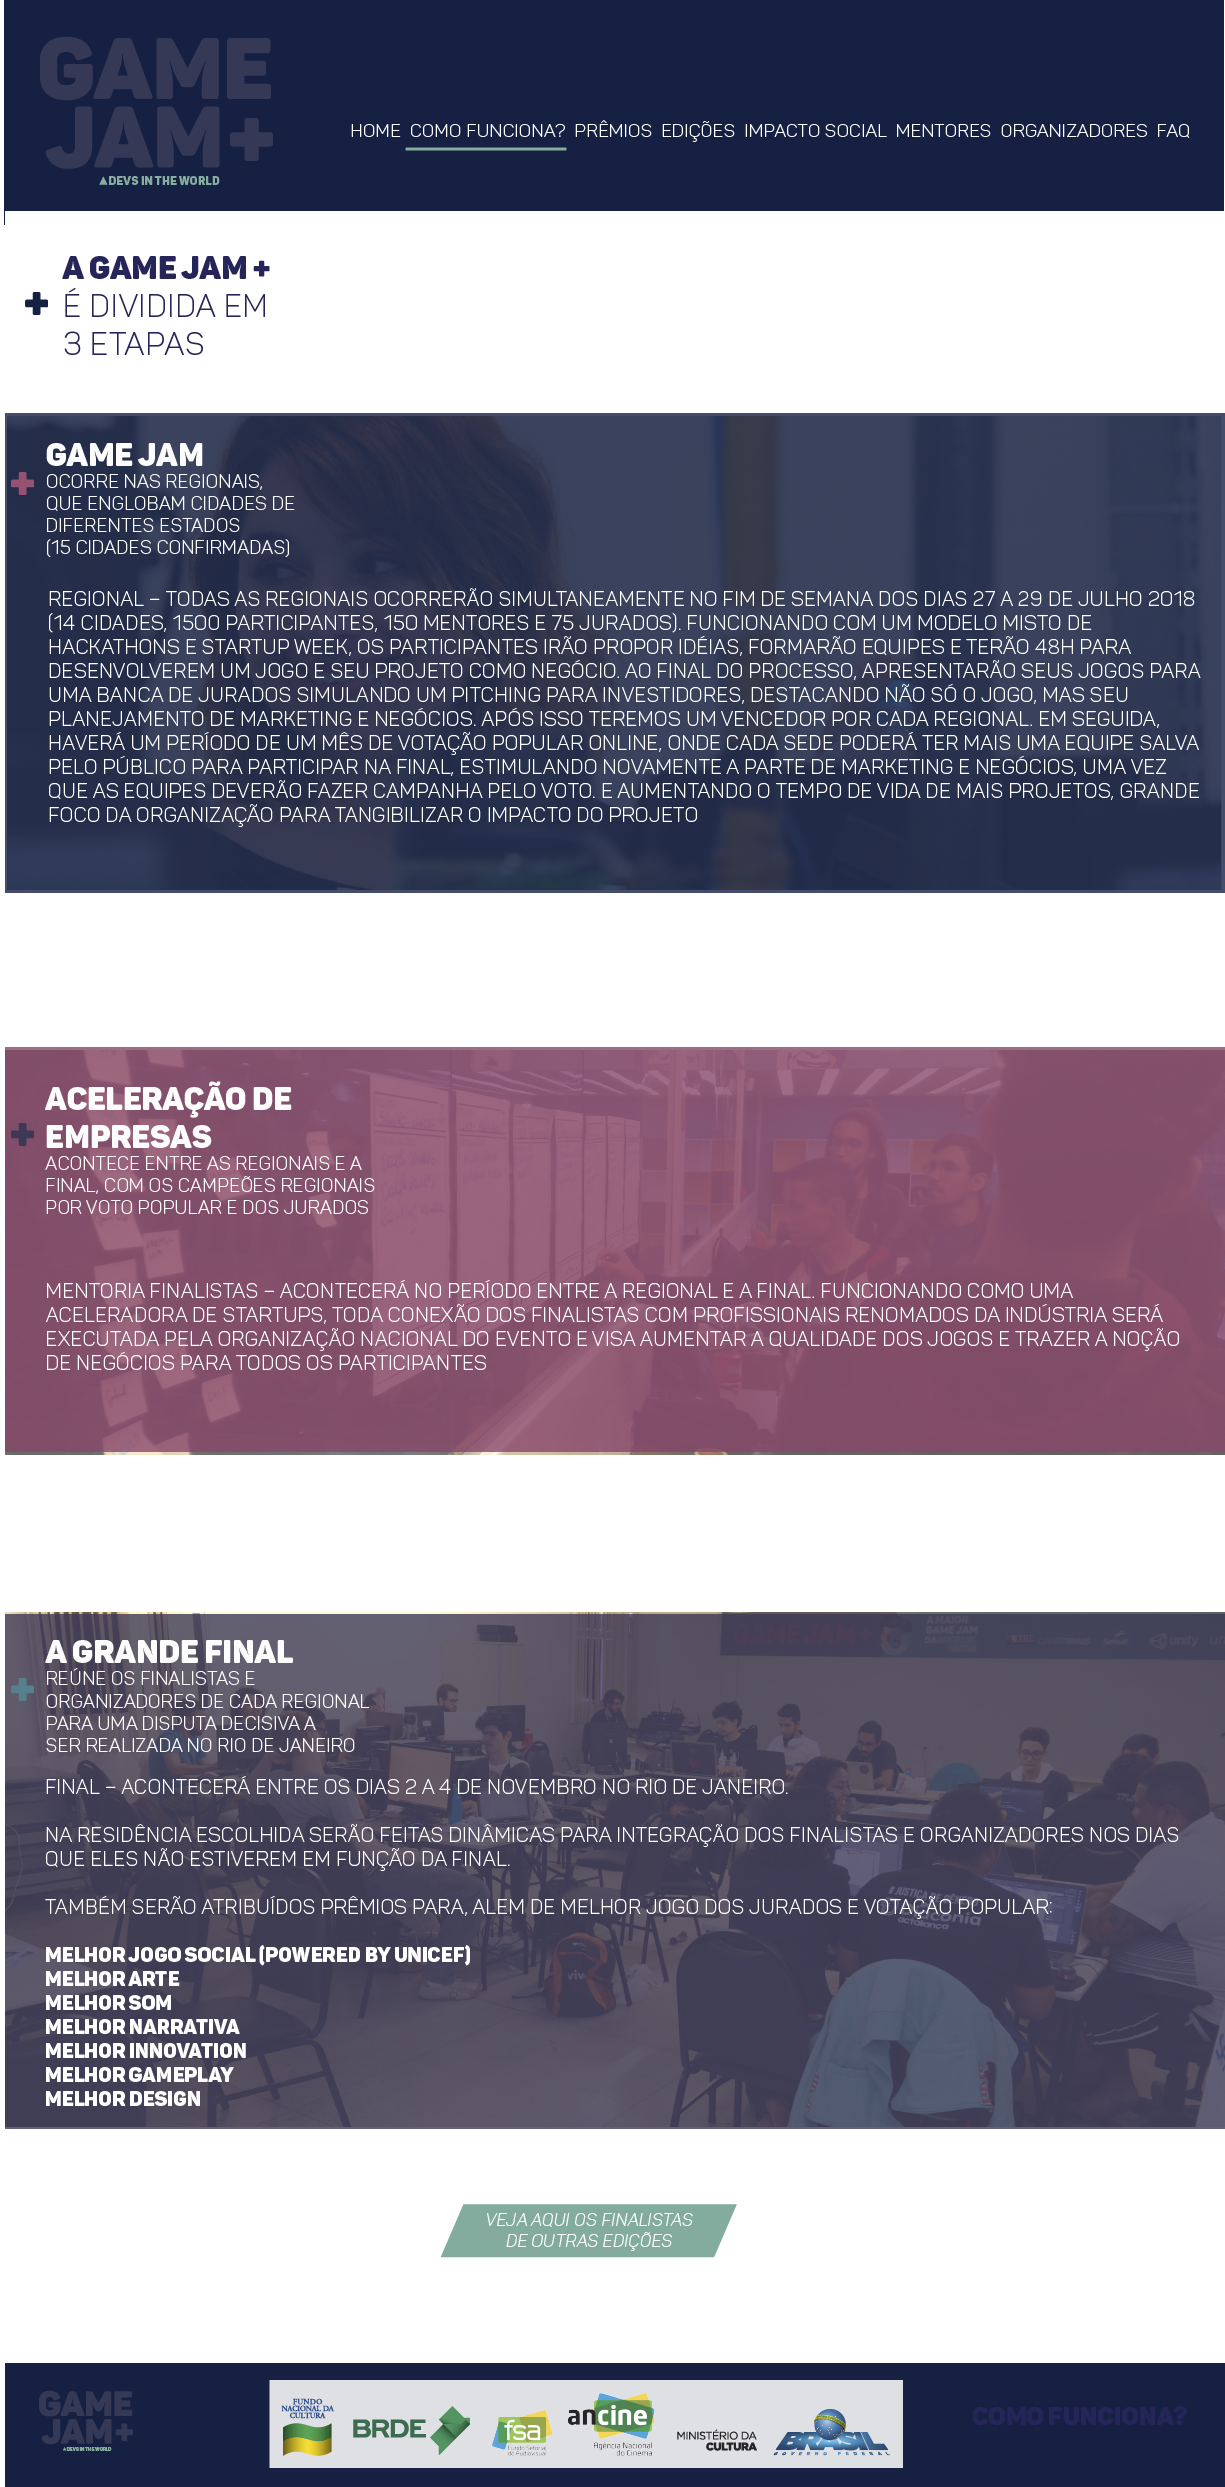 GAME
JAM+
DEVS IN THE WORLD
HOME COMO FUNCIONA? PRÊMIOS EDIÇÕES IMPACTO SOCIAL MENTORES ORGANIZADORES FAQ
A GAME JAM +
+ É DIVIDIDA EM
3 ETAPAS
GAME JAM
+ OCORRE NAS REGIONAIS,
QUE ENGLOBAM CIDADES DE
DIFERENTES ESTADOS
(15 CIDADES CONFIRMADAS)
REGIONAL – TODAS AS REGIONAIS OCORRERÃO SIMULTANEAMENTE NO FIM DE SEMANA DOS DIAS 27 A 29 DE JULHO 2018
(14 CIDADES, 1500 PARTICIPANTES, 150 MENTORES E 75 JURADOS). FUNCIONANDO COM UM MODELO MISTO DE
HACKATHONS E STARTUP WEEK, OS PARTICIPANTES IRÃO PROPOR IDÉIAS, FORMARÃO EQUIPES E TERÃO 48H PARA
DESENVOLVEREM UM JOGO E SEU PROJETO COMO NEGÓCIO. AO FINAL DO PROCESSO, APRESENTARÃO SEUS JOGOS PARA
UMA BANCA DE JURADOS SIMULANDO UM PITCHING PARA INVESTIDORES, DESTACANDO NÃO SÓ O JOGO, MAS SEU
PLANEJAMENTO DE MARKETING E NEGÓCIOS. APÓS ISSO TEREMOS UM VENCEDOR POR CADA REGIONAL. EM SEGUIDA,
HAVERÁ UM PERÍODO DE UM MÊS DE VOTAÇÃO POPULAR ONLINE, ONDE CADA SEDE PODERÁ TER MAIS UMA EQUIPE SALVA
PELO PÚBLICO PARA PARTICIPAR NA FINAL, ESTIMULANDO NOVAMENTE A PARTE DE MARKETING E NEGÓCIOS, UMA VEZ
QUE AS EQUIPES DEVERÃO FAZER CAMPANHA PELO VOTO. E AUMENTANDO O TEMPO DE VIDA DE MAIS PROJETOS, GRANDE
FOCO DA ORGANIZAÇÃO PARA TANGIBILIZAR O IMPACTO DO PROJETO
ACELERAÇÃO DE
+ EMPRESAS
ACONTECE ENTRE AS REGIONAIS E A
FINAL, COM OS CAMPEÕES REGIONAIS
POR VOTO POPULAR E DOS JURADOS
MENTORIA FINALISTAS – ACONTECERÁ NO PERÍODO ENTRE A REGIONAL E A FINAL. FUNCIONANDO COMO UMA
ACELERADORA DE STARTUPS, TODA CONEXÃO DOS FINALISTAS COM PROFISSIONAIS RENOMADOS DA INDÚSTRIA SERÁ
EXECUTADA PELA ORGANIZAÇÃO NACIONAL DO EVENTO E VISA AUMENTAR A QUALIDADE DOS JOGOS E TRAZER A NOÇÃO
DE NEGÓCIOS PARA TODOS OS PARTICIPANTES
A GRANDE FINAL
+ REÚNE OS FINALISTAS E
ORGANIZADORES DE CADA REGIONAL
PARA UMA DISPUTA DECISIVA A
SER REALIZADA NO RIO DE JANEIRO
FINAL – ACONTECERÁ ENTRE OS DIAS 2 A 4 DE NOVEMBRO NO RIO DE JANEIRO.
NA RESIDÊNCIA ESCOLHIDA SERÃO FEITAS DINÂMICAS PARA INTEGRAÇÃO DOS FINALISTAS E ORGANIZADORES NOS DIAS
QUE ELES NÃO ESTIVEREM EM FUNÇÃO DA FINAL.
TAMBÉM SERÃO ATRIBUÍDOS PRÊMIOS PARA, ALEM DE MELHOR JOGO DOS JURADOS E VOTAÇÃO POPULAR:
MELHOR JOGO SOCIAL (POWERED BY UNICEF)
MELHOR ARTE
MELHOR SOM
MELHOR NARRATIVA
MELHOR INNOVATION
MELHOR GAMEPLAY
MELHOR DESIGN
VEJA AQUI OS FINALISTAS
DE OUTRAS EDIÇÕES
GAME
JAM+
DEVS IN THE WORLD
FUNDO
NACIONAL DA
CULTURA
BRDE
fsa
Fundo Setorial
do Audiovisual
ancine
Agência Nacional
do Cinema
MINISTÉRIO DA
CULTURA
BRASIL
GOVERNO FEDERAL
COMO FUNCIONA?